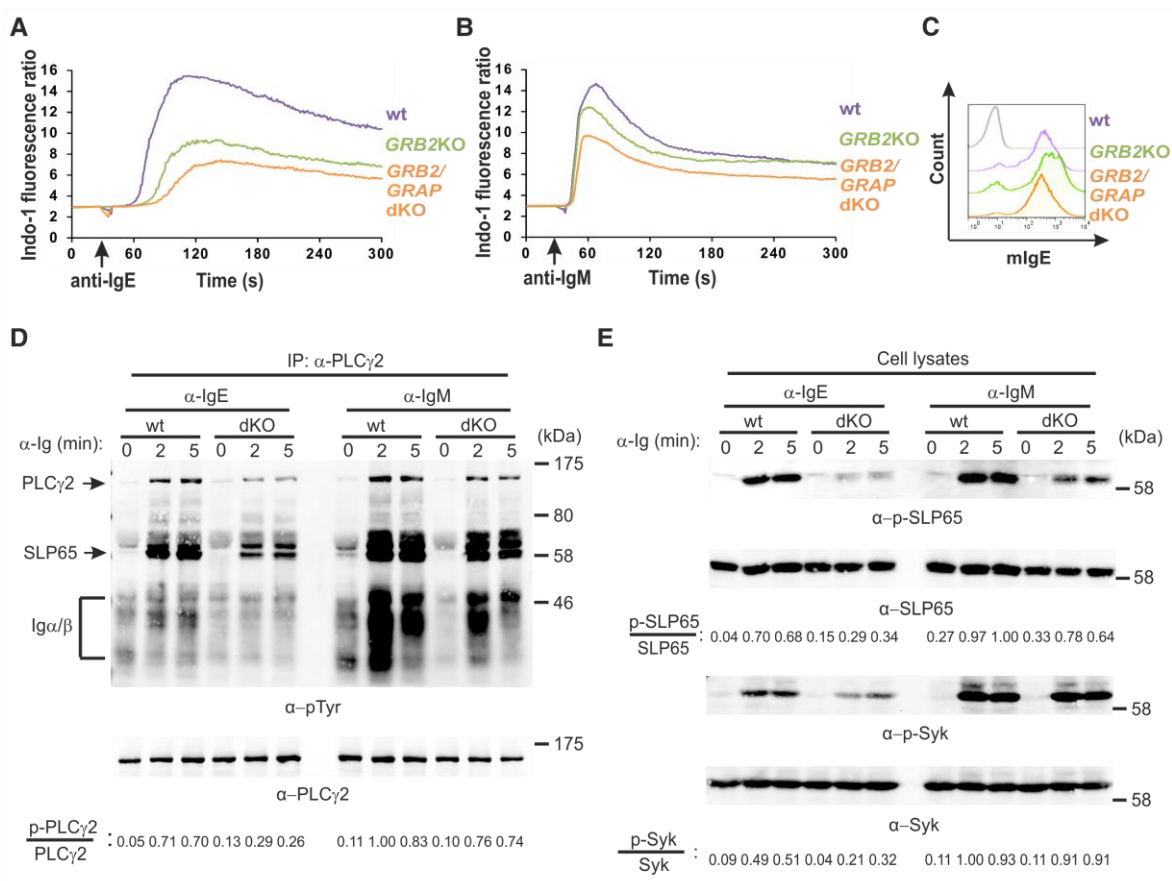 A
Indo-1 fluorescence ratio
16
14
12
10
8
6
4
2
0
0 60 120 180 240 300
anti-IgE
Time (s)
wt
GRB2KO
GRB2/
GRAP
dKO
B
Indo-1 fluorescence ratio
16
14
12
10
8
6
4
2
0
0 60 120 180 240 300
anti-IgM
Time (s)
wt
GRB2KO
GRB2/
GRAP
dKO
C
Count
10⁰ 10¹ 10² 10³ 10⁴
mIgE
wt
GRB2KO
GRB2/
GRAP
dKO
D
IP: α-PLCγ2
α-IgE α-IgM
wt dKO wt dKO
α-Ig (min): 0 2 5 0 2 5 0 2 5 0 2 5 (kDa)
175
PLCγ2
80
SLP65
58
46
Igα/β
α–pTyr
175
α–PLCγ2
p-PLCγ2
PLCγ2
: 0.05 0.71 0.70 0.13 0.29 0.26 0.11 1.00 0.83 0.10 0.76 0.74
E
Cell lysates
α-IgE α-IgM
wt dKO wt dKO
α-Ig (min): 0 2 5 0 2 5 0 2 5 0 2 5 (kDa)
58
α–p-SLP65
58
α–SLP65
p-SLP65
SLP65
: 0.04 0.70 0.68 0.15 0.29 0.34 0.27 0.97 1.00 0.33 0.78 0.64
58
α–p-Syk
58
α–Syk
p-Syk
Syk
: 0.09 0.49 0.51 0.04 0.21 0.32 0.11 1.00 0.93 0.11 0.91 0.91